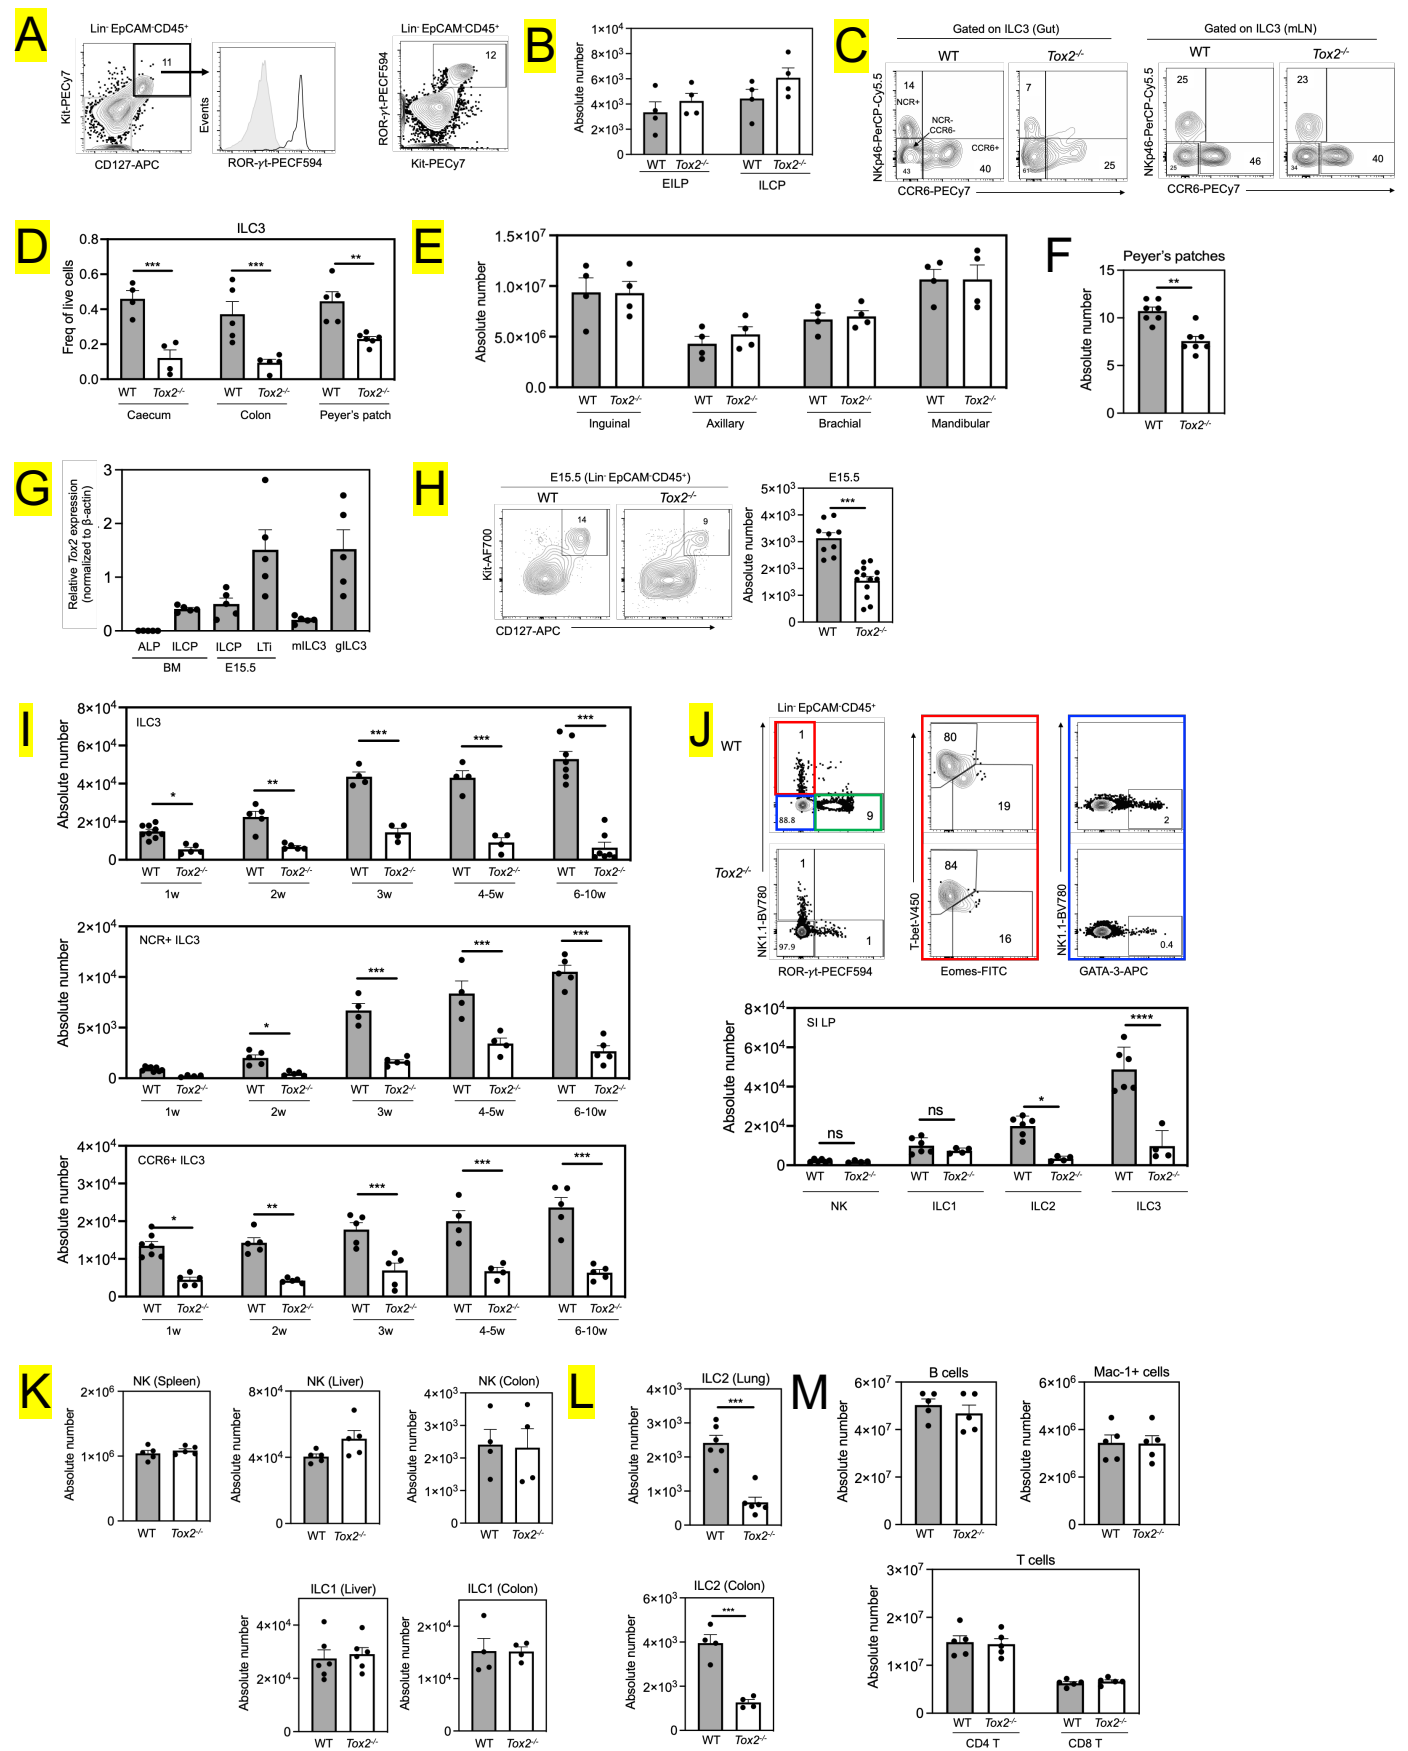 A
Lin- EpCAM-CD45+
Kit-PECy7
11
CD127-APC
Events
ROR-γt-PECF594
Lin- EpCAM-CD45+
ROR-γt-PECF594
12
Kit-PECy7
B
Absolute number
1×10⁴
8×10³
6×10³
4×10³
2×10³
0
WT Tox2-/- WT Tox2-/-
EILP ILCP
C
Gated on ILC3 (Gut)
WT Tox2-/-
NKp46-PerCP-Cy5.5
14
NCR+
NCR-
CCR6-
CCR6+
43
40
7
61
25
CCR6-PECy7
Gated on ILC3 (mLN)
WT Tox2-/-
NKp46-PerCP-Cy5.5
25
25
46
23
34
40
CCR6-PECy7
D
ILC3
Freq of live cells
0.8
0.6
0.4
0.2
0.0
*** *** **
WT Tox2-/- WT Tox2-/- WT Tox2-/-
Caecum Colon Peyer's patch
E
Absolute number
1.5×10⁷
1.0×10⁷
5.0×10⁶
0.0
WT Tox2-/- WT Tox2-/- WT Tox2-/- WT Tox2-/-
Inguinal Axillary Brachial Mandibular
F
Peyer's patches
Absolute number
15
10
5
0
**
WT Tox2-/-
G
Relative Tox2 expression
(normalized to β-actin)
3
2
1
0
ALP ILCP ILCP LTi mILC3 gILC3
BM E15.5
H
E15.5 (Lin- EpCAM-CD45+)
WT Tox2-/-
Kit-AF700
14
9
CD127-APC
E15.5
Absolute number
5×10³
4×10³
3×10³
2×10³
1×10³
0
***
WT Tox2-/-
I
Absolute number
8×10⁴
6×10⁴
4×10⁴
2×10⁴
0
ILC3
* ** *** *** ***
WT Tox2-/- WT Tox2-/- WT Tox2-/- WT Tox2-/- WT Tox2-/-
1w 2w 3w 4-5w 6-10w
Absolute number
2×10⁴
1×10⁴
5×10³
0
NCR+ ILC3
* *** *** ***
WT Tox2-/- WT Tox2-/- WT Tox2-/- WT Tox2-/- WT Tox2-/-
1w 2w 3w 4-5w 6-10w
Absolute number
4×10⁴
3×10⁴
2×10⁴
1×10⁴
0
CCR6+ ILC3
* ** *** *** ***
WT Tox2-/- WT Tox2-/- WT Tox2-/- WT Tox2-/- WT Tox2-/-
1w 2w 3w 4-5w 6-10w
J
Lin- EpCAM-CD45+
WT
1
88.8
9
Tox2-/-
1
97.9
1
NK1.1-BV780
ROR-γt-PECF594
80
19
84
16
T-bet-V450
Eomes-FITC
2
0.4
NK1.1-BV780
GATA-3-APC
Absolute number
8×10⁴
6×10⁴
4×10⁴
2×10⁴
0
SI LP
ns ns * ****
WT Tox2-/- WT Tox2-/- WT Tox2-/- WT Tox2-/-
NK ILC1 ILC2 ILC3
K
NK (Spleen)
Absolute number
2×10⁶
1×10⁶
0
WT Tox2-/-
NK (Liver)
Absolute number
8×10⁴
4×10⁴
0
WT Tox2-/-
NK (Colon)
Absolute number
4×10³
3×10³
2×10³
1×10³
0
WT Tox2-/-
ILC1 (Liver)
Absolute number
4×10⁴
2×10⁴
0
WT Tox2-/-
ILC1 (Colon)
Absolute number
2×10⁴
1×10⁴
0
WT Tox2-/-
L
ILC2 (Lung)
Absolute number
4×10³
3×10³
2×10³
1×10³
0
***
WT Tox2-/-
ILC2 (Colon)
Absolute number
6×10³
4×10³
2×10³
0
***
WT Tox2-/-
M
B cells
Absolute number
6×10⁷
4×10⁷
2×10⁷
0
WT Tox2-/-
Mac-1+ cells
Absolute number
6×10⁶
4×10⁶
2×10⁶
0
WT Tox2-/-
T cells
Absolute number
3×10⁷
2×10⁷
1×10⁷
0
WT Tox2-/- WT Tox2-/-
CD4 T CD8 T